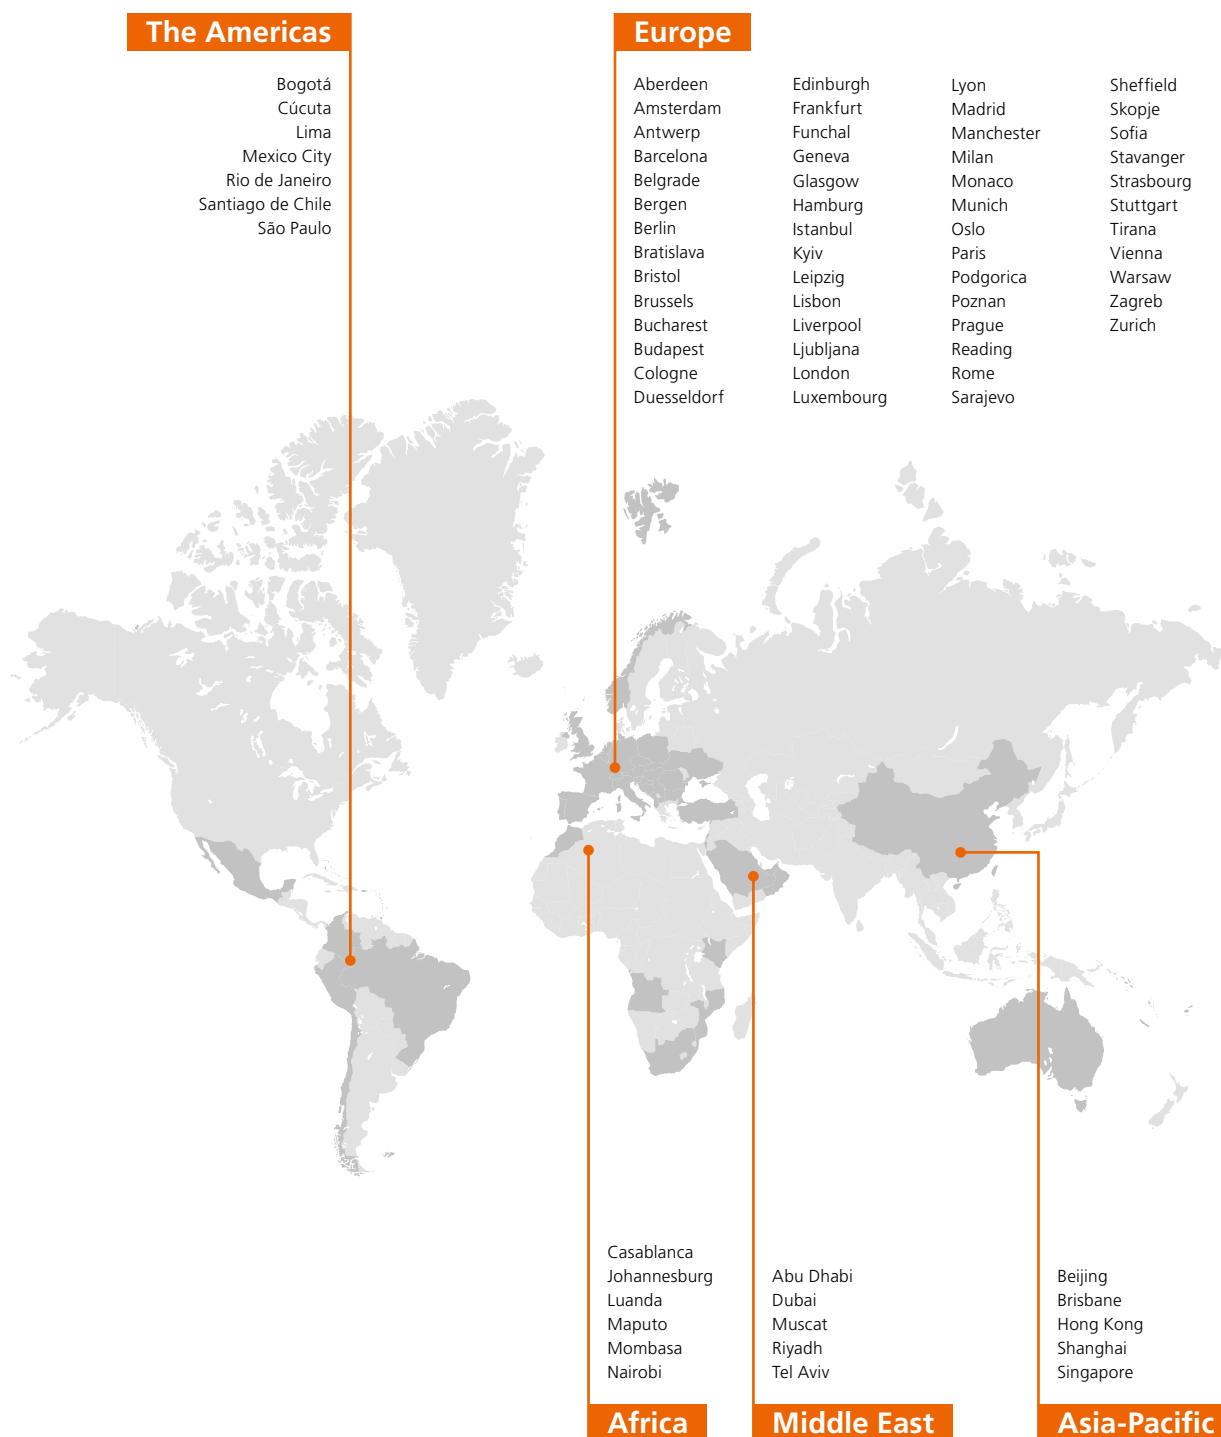 The Americas
Bogotá
Cúcuta
Lima
Mexico City
Rio de Janeiro
Santiago de Chile
São Paulo
Europe
Aberdeen
Amsterdam
Antwerp
Barcelona
Belgrade
Bergen
Berlin
Bratislava
Bristol
Brussels
Bucharest
Budapest
Cologne
Duesseldorf
Edinburgh
Frankfurt
Funchal
Geneva
Glasgow
Hamburg
Istanbul
Kyiv
Leipzig
Lisbon
Liverpool
Ljubljana
London
Luxembourg
Lyon
Madrid
Manchester
Milan
Monaco
Munich
Oslo
Paris
Podgorica
Poznan
Prague
Reading
Rome
Sarajevo
Sheffield
Skopje
Sofia
Stavanger
Strasbourg
Stuttgart
Tirana
Vienna
Warsaw
Zagreb
Zurich
Casablanca
Johannesburg
Luanda
Maputo
Mombasa
Nairobi
Africa
Abu Dhabi
Dubai
Muscat
Riyadh
Tel Aviv
Middle East
Beijing
Brisbane
Hong Kong
Shanghai
Singapore
Asia-Pacific